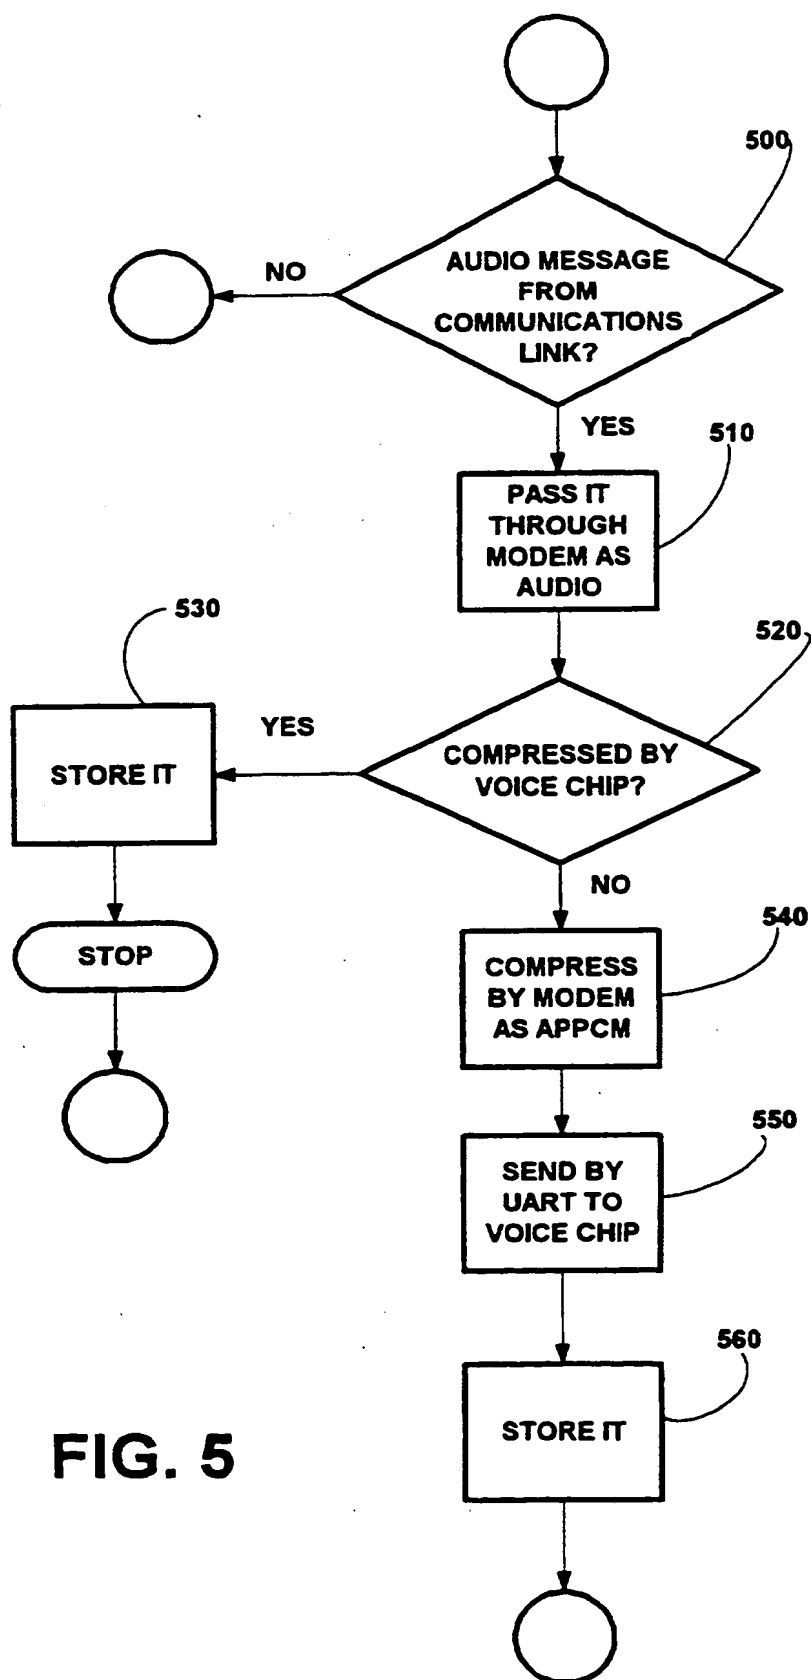 500
AUDIO MESSAGE
FROM
COMMUNICATIONS
LINK?
NO
YES
510
PASS IT
THROUGH
MODEM AS
AUDIO
530
520
YES
STORE IT
COMPRESSED BY
VOICE CHIP?
NO
STOP
540
COMPRESS
BY MODEM
AS APPCM
550
SEND BY
UART TO
VOICE CHIP
560
STORE IT
FIG. 5